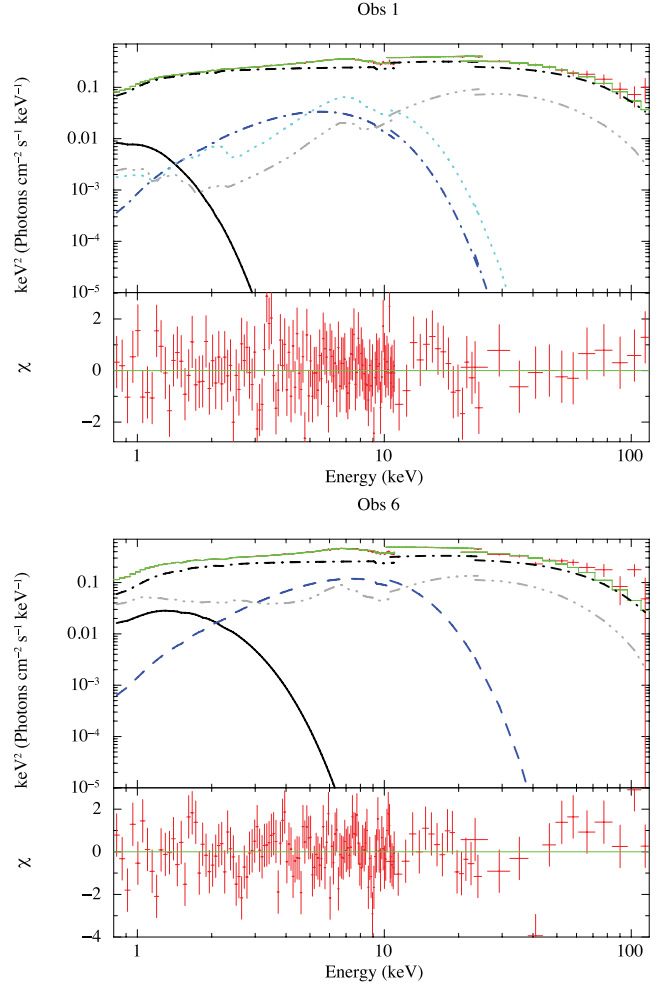 Obs 1
keV² (Photons cm⁻² s⁻¹ keV⁻¹)
0.1
0.01
10⁻³
10⁻⁴
10⁻⁵
χ
2
0
−2
1 10 100
Energy (keV)
Obs 6
keV² (Photons cm⁻² s⁻¹ keV⁻¹)
0.1
0.01
10⁻³
10⁻⁴
10⁻⁵
χ
2
0
−2
−4
1 10 100
Energy (keV)